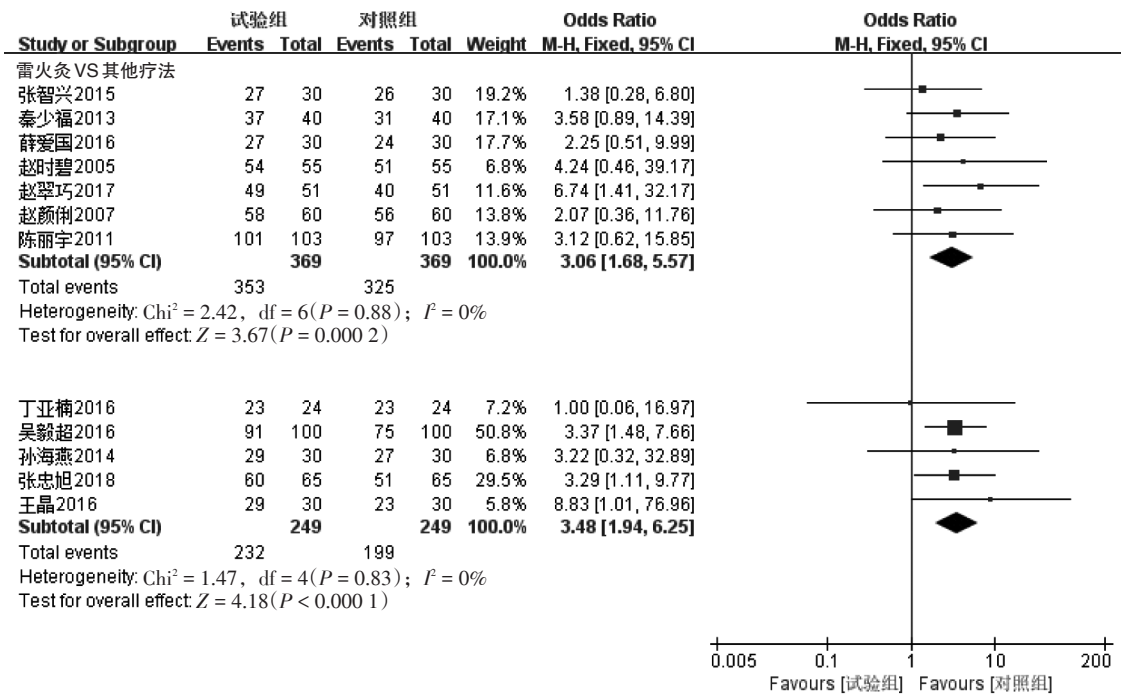 试验组 对照组 Odds Ratio Odds Ratio
Study or Subgroup Events Total Events Total Weight M-H, Fixed, 95% CI M-H, Fixed, 95% CI
雷火灸VS其他疗法
张智兴2015 27 30 26 30 19.2% 1.38 [0.28, 6.80]
秦少福2013 37 40 31 40 17.1% 3.58 [0.89, 14.39]
薛爱国2016 27 30 24 30 17.7% 2.25 [0.51, 9.99]
赵时碧2005 54 55 51 55 6.8% 4.24 [0.46, 39.17]
赵翠巧2017 49 51 40 51 11.6% 6.74 [1.41, 32.17]
赵颜俐2007 58 60 56 60 13.8% 2.07 [0.36, 11.76]
陈丽宇2011 101 103 97 103 13.9% 3.12 [0.62, 15.85]
Subtotal (95% CI) 369 369 100.0% 3.06 [1.68, 5.57]
Total events 353 325
Heterogeneity: Chi² = 2.42, df = 6(P = 0.88); I² = 0%
Test for overall effect: Z = 3.67(P = 0.000 2)
丁亚楠2016 23 24 23 24 7.2% 1.00 [0.06, 16.97]
吴毅超2016 91 100 75 100 50.8% 3.37 [1.48, 7.66]
孙海燕2014 29 30 27 30 6.8% 3.22 [0.32, 32.89]
张忠旭2018 60 65 51 65 29.5% 3.29 [1.11, 9.77]
王晶2016 29 30 23 30 5.8% 8.83 [1.01, 76.96]
Subtotal (95% CI) 249 249 100.0% 3.48 [1.94, 6.25]
Total events 232 199
Heterogeneity: Chi² = 1.47, df = 4(P = 0.83); I² = 0%
Test for overall effect: Z = 4.18(P < 0.000 1)
0.005 0.1 1 10 200
Favours [试验组] Favours [对照组]